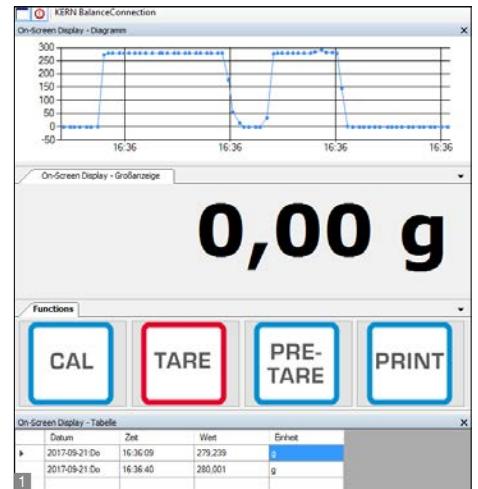 KERN BalanceConnection
On-Screen Display - Diagramm
300
250
200
150
100
50
0
-50
16:36 16:36 16:36 16:36
On-Screen Display - Großanzeige
0,00 g
Functions
CAL TARE PRE-TARE PRINT
On-Screen Display - Tabelle
Datum Zeit Wert Einheit
2017-09-21:Do 16:36:09 279,239 g
2017-09-21:Do 16:36:40 280,001 g
1